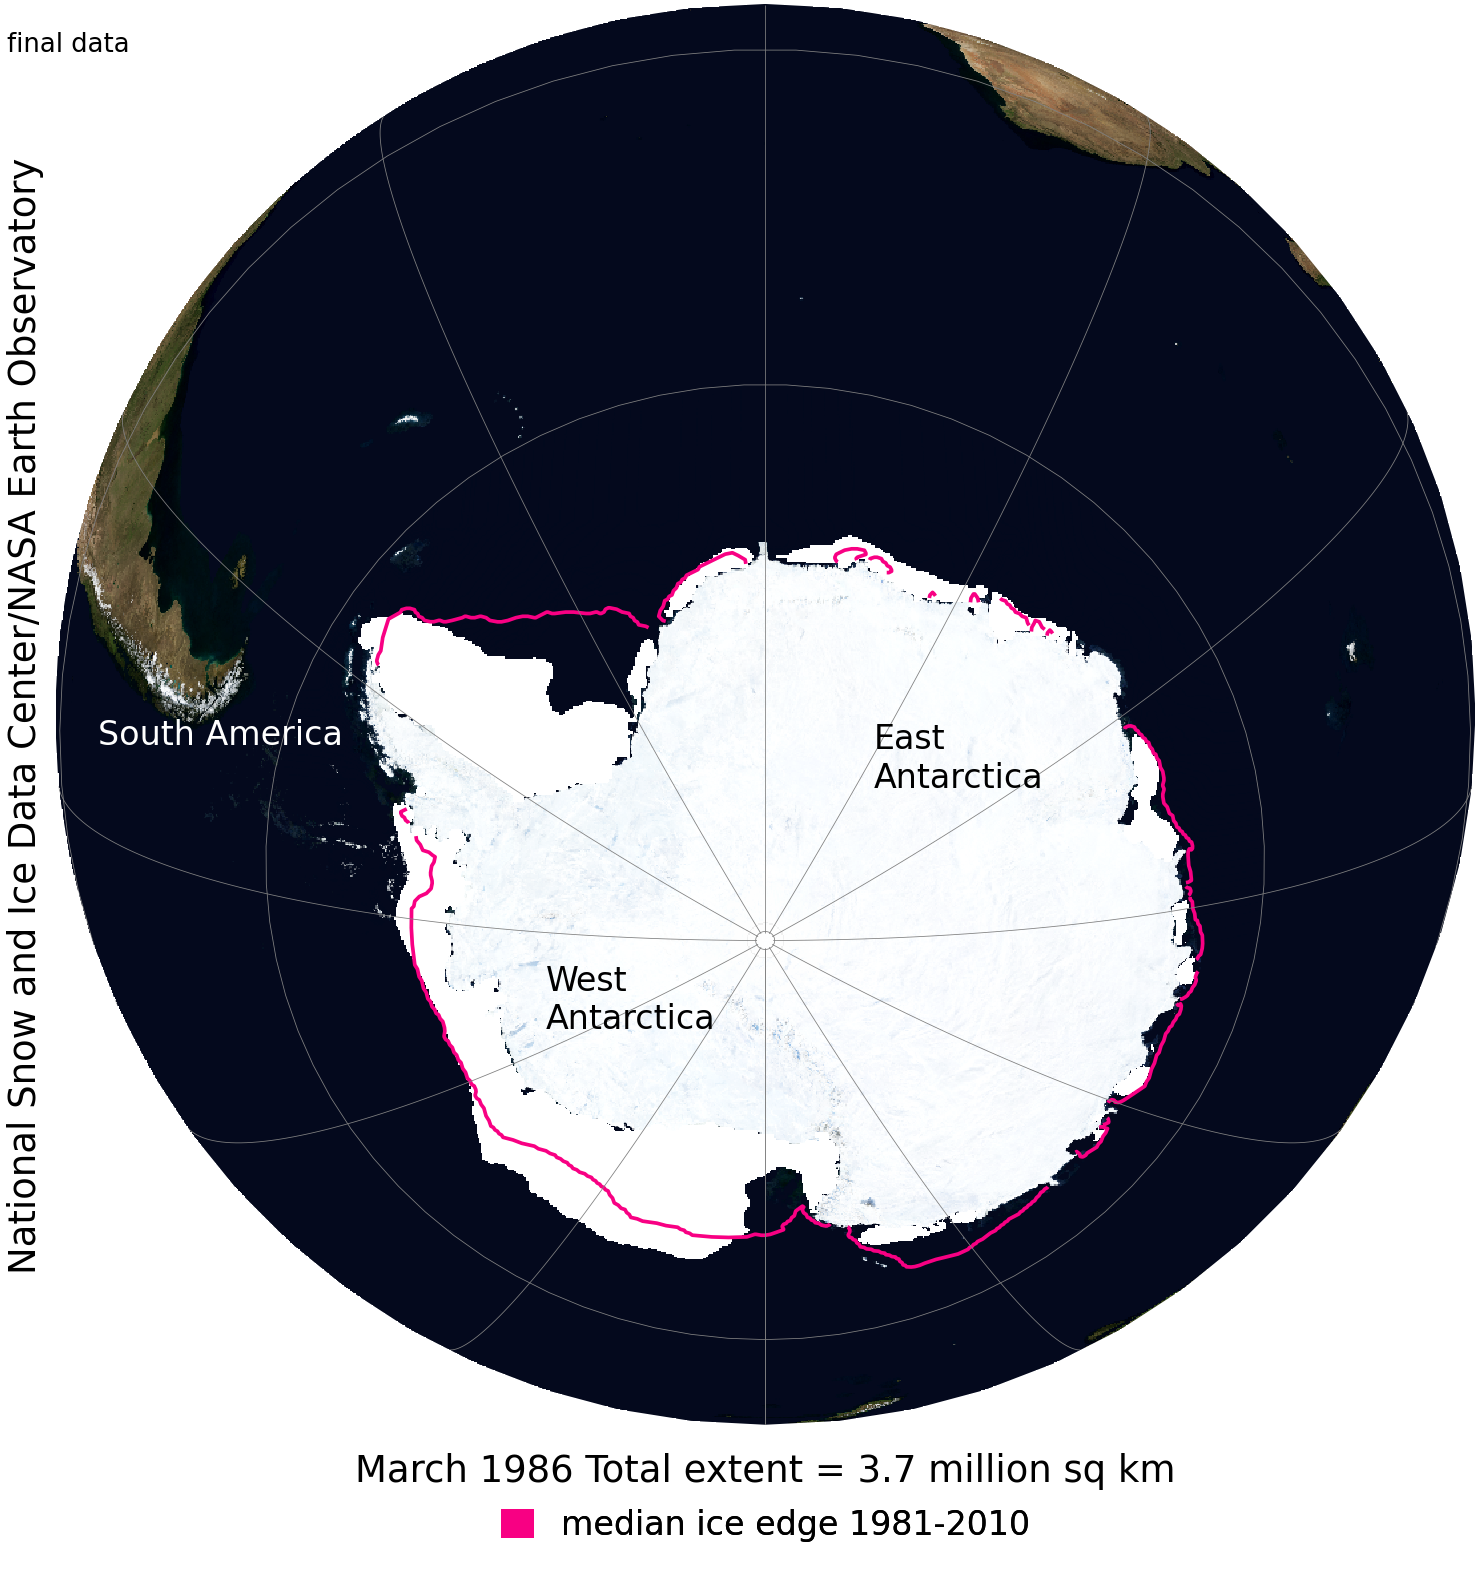 final data
National Snow and Ice Data Center/NASA Earth Observatory
South America
East
Antarctica
West
Antarctica
March 1986 Total extent = 3.7 million sq km
median ice edge 1981-2010